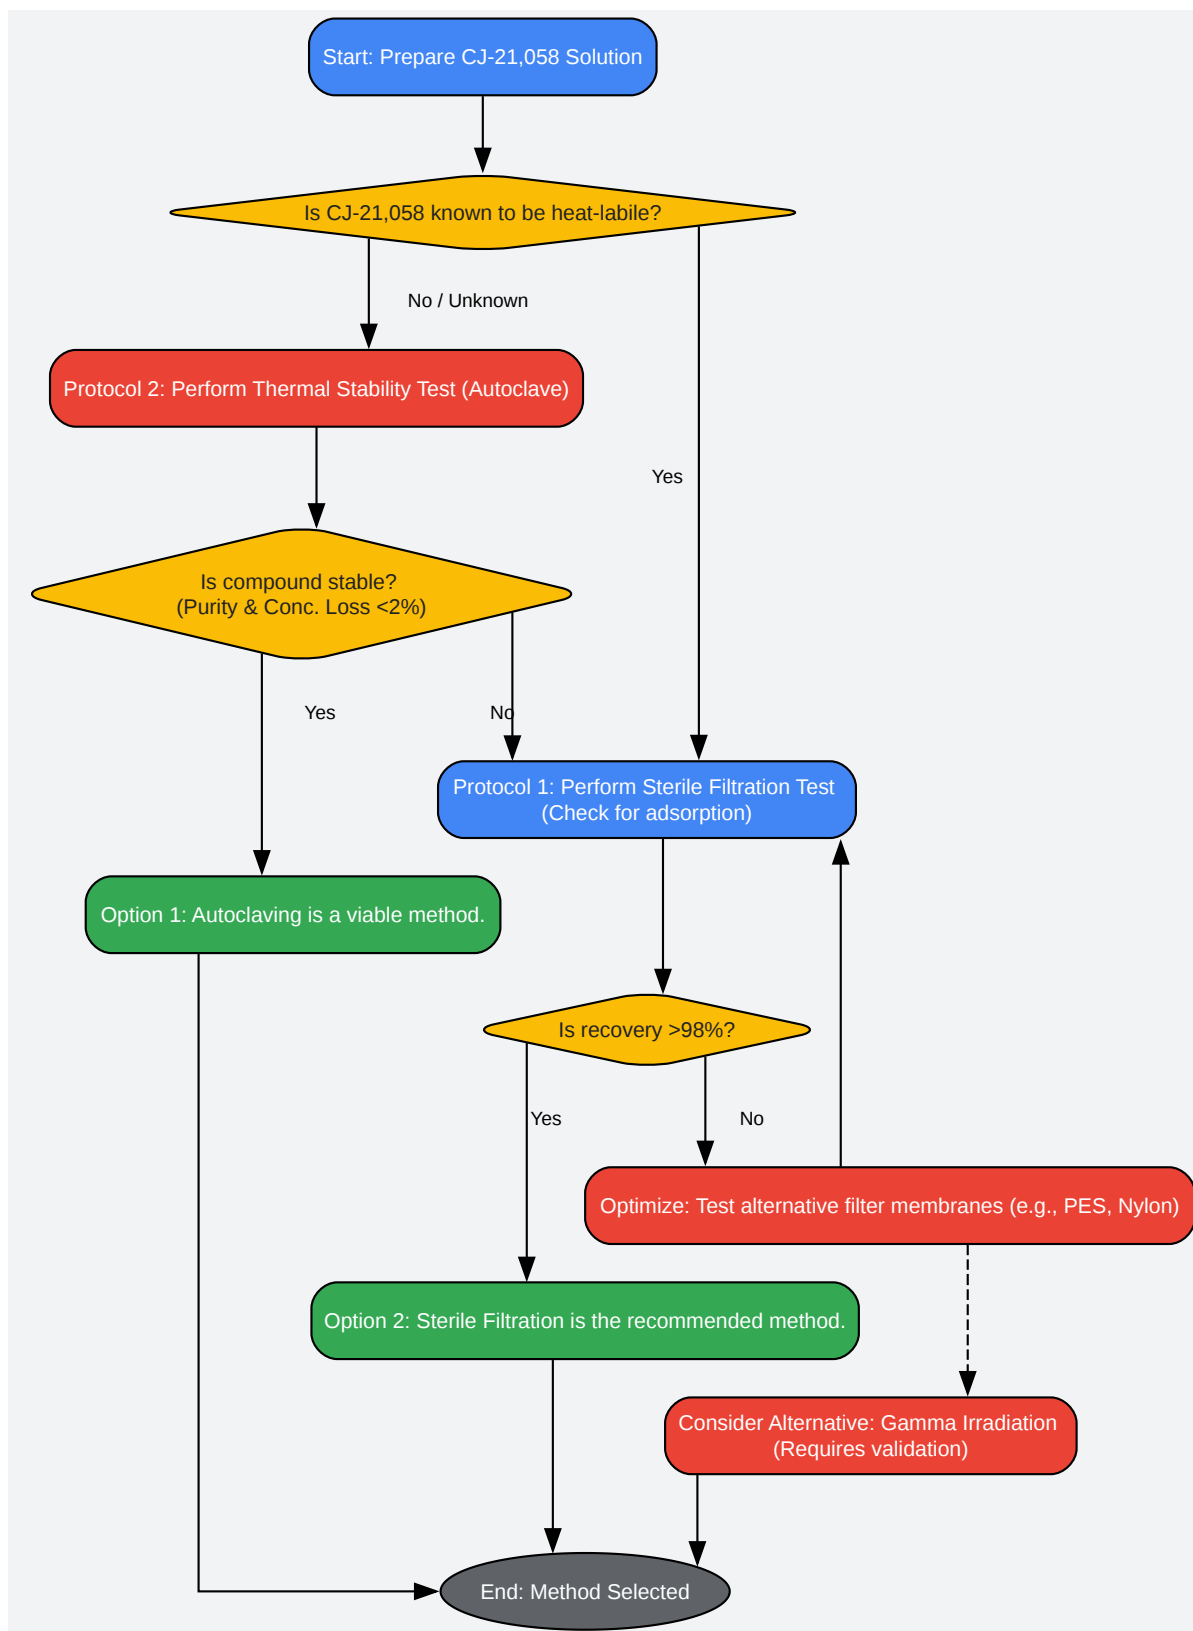 Start: Prepare CJ-21,058 Solution
Is CJ-21,058 known to be heat-labile?
No / Unknown
Protocol 2: Perform Thermal Stability Test (Autoclave)
Yes
Is compound stable?
(Purity & Conc. Loss <2%)
Yes
No
Protocol 1: Perform Sterile Filtration Test
(Check for adsorption)
Option 1: Autoclaving is a viable method.
Is recovery >98%?
Yes
No
Optimize: Test alternative filter membranes (e.g., PES, Nylon)
Option 2: Sterile Filtration is the recommended method.
Consider Alternative: Gamma Irradiation
(Requires validation)
End: Method Selected